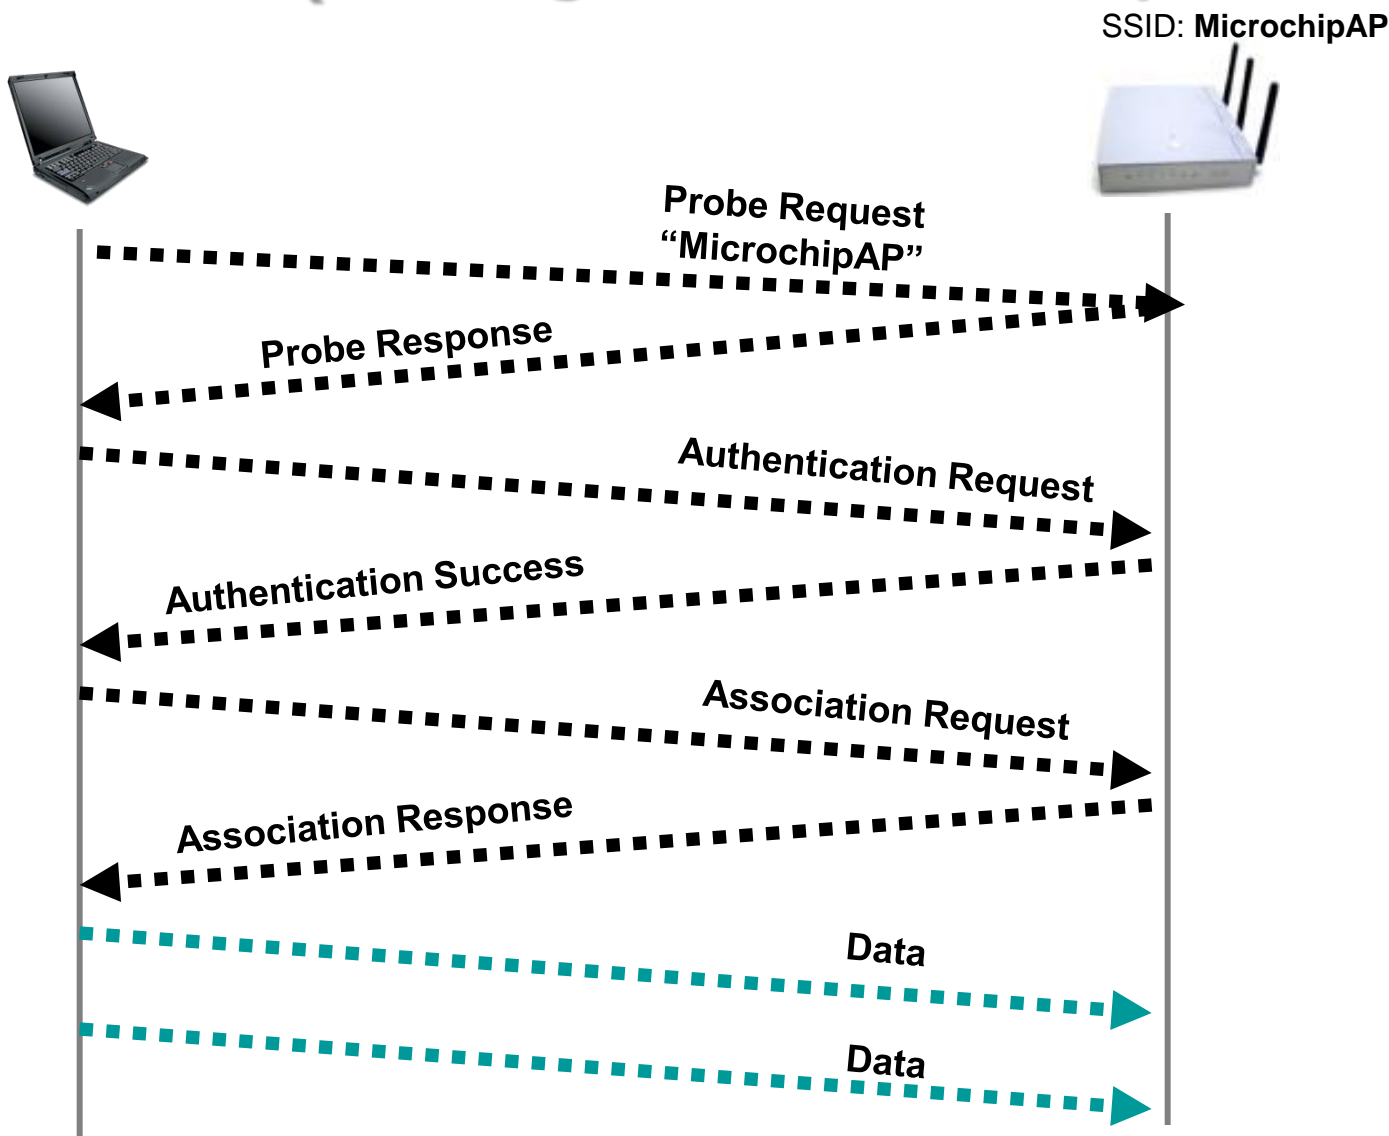 SSID: MicrochipAP
Probe Request
“MicrochipAP”
Probe Response
Authentication Request
Authentication Success
Association Request
Association Response
Data
Data